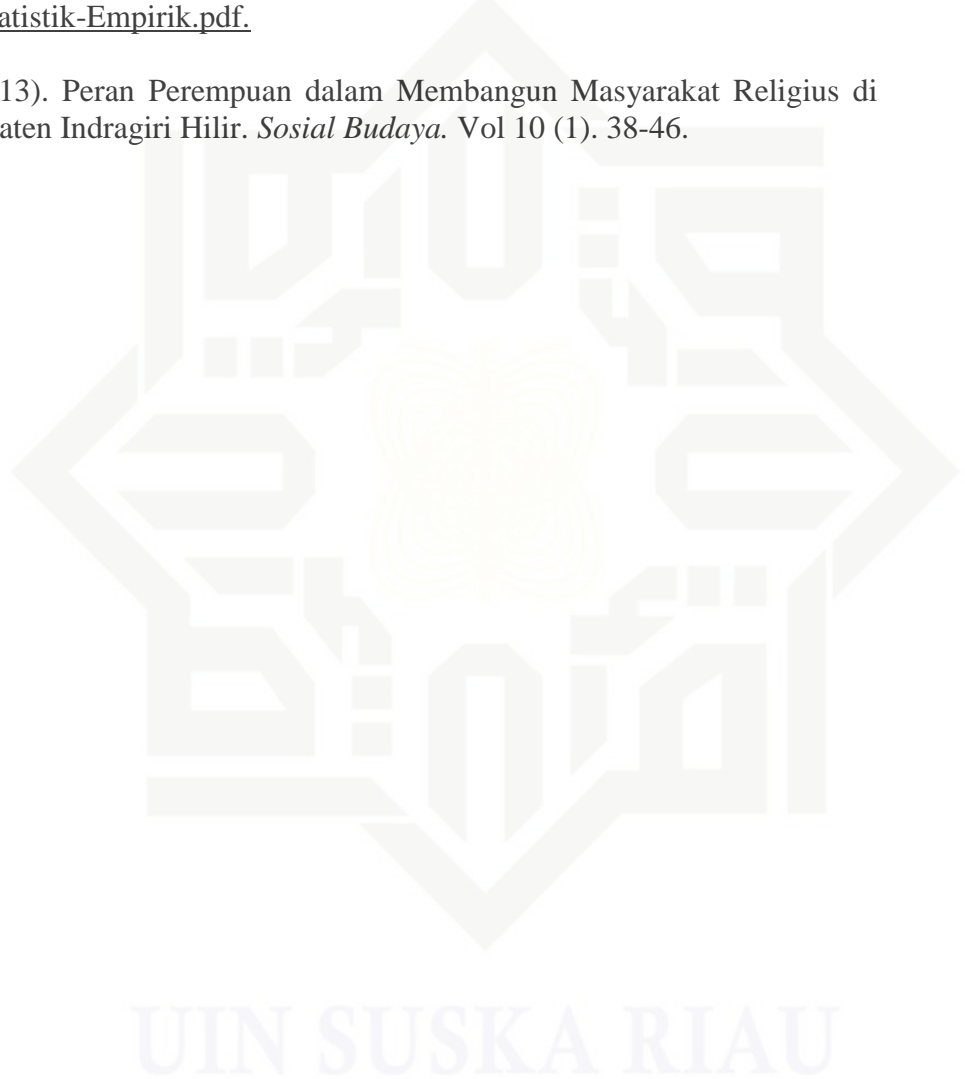 atistik-Empirik.pdf.
13). Peran Perempuan dalam Membangun Masyarakat Religius di
aten Indragiri Hilir. Sosial Budaya. Vol 10 (1). 38-46.
UIN SUSKA RIAU